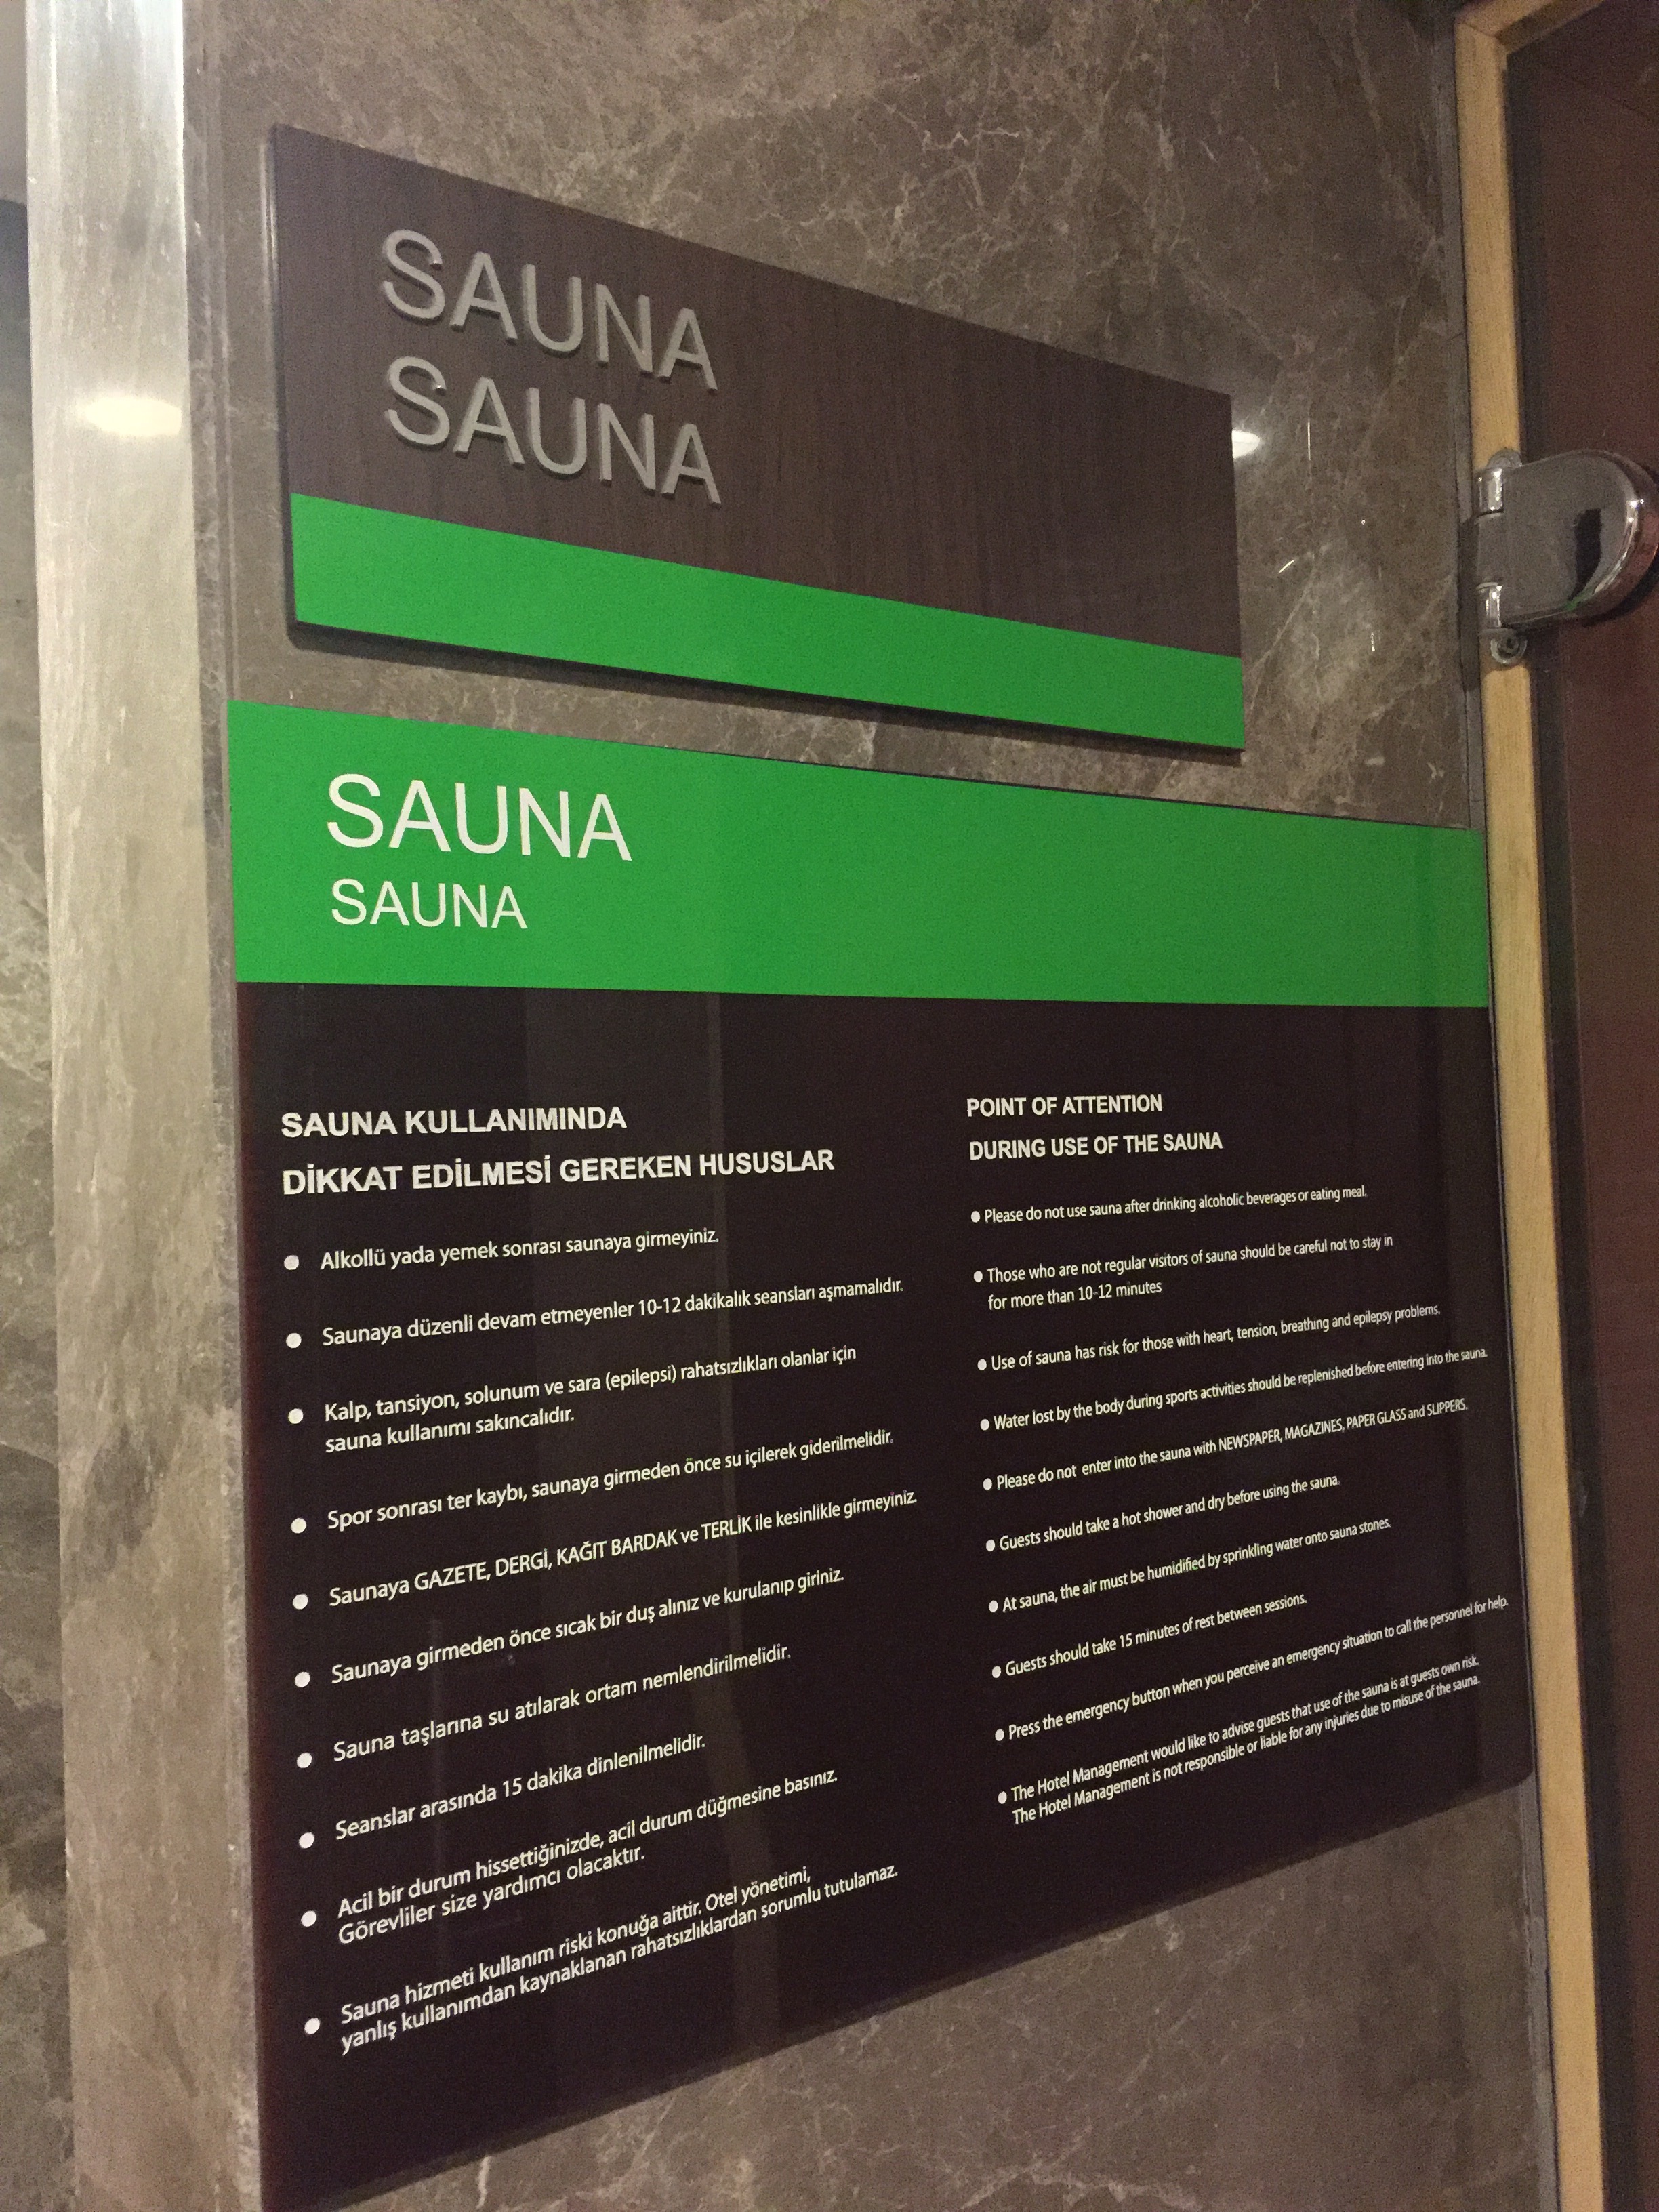 SAUNA
SAUNA
SAUNA
SAUNA
SAUNA KULLANIMINDA
DİKKAT EDİLMESİ GEREKEN HUSUSLAR
● Alkollü yada yemek sonrası saunaya girmeyiniz.
● Saunaya düzenli devam etmeyenler 10-12 dakikalık seansları aşmamalıdır.
● Kalp, tansiyon, solunum ve sara (epilepsi) rahatsızlıkları olanlar için
sauna kullanımı sakıncalıdır.
● Spor sonrası ter kaybı, saunaya girmeden önce su içilerek giderilmelidir.
● Saunaya GAZETE, DERGİ, KAĞIT BARDAK ve TERLİK ile kesinlikle girmeyiniz.
● Saunaya girmeden önce sıcak bir duş alınız ve kurulanıp giriniz.
● Sauna taşlarına su atılarak ortam nemlendirilmelidir.
● Seanslar arasında 15 dakika dinlenilmelidir.
● Acil bir durum hissettiğinizde, acil durum düğmesine basınız.
Görevliler size yardımcı olacaktır.
● Sauna hizmeti kullanım riski konuğa aittir. Otel yönetimi,
yanlış kullanımdan kaynaklanan rahatsızlıklardan sorumlu tutulamaz.
POINT OF ATTENTION
DURING USE OF THE SAUNA
● Please do not use sauna after drinking alcoholic beverages or eating meal.
● Those who are not regular visitors of sauna should be careful not to stay in
for more than 10-12 minutes
● Use of sauna has risk for those with heart, tension, breathing and epilepsy problems.
● Water lost by the body during sports activities should be replenished before entering into the sauna.
● Please do not enter into the sauna with NEWSPAPER, MAGAZINES, PAPER GLASS and SLIPPERS.
● Guests should take a hot shower and dry before using the sauna.
● At sauna, the air must be humidified by sprinkling water onto sauna stones.
● Guests should take 15 minutes of rest between sessions.
● Press the emergency button when you perceive an emergency situation to call the personnel for help.
● The Hotel Management would like to advise guests that use of the sauna is at guests own risk.
The Hotel Management is not responsible or liable for any injuries due to misuse of the sauna.